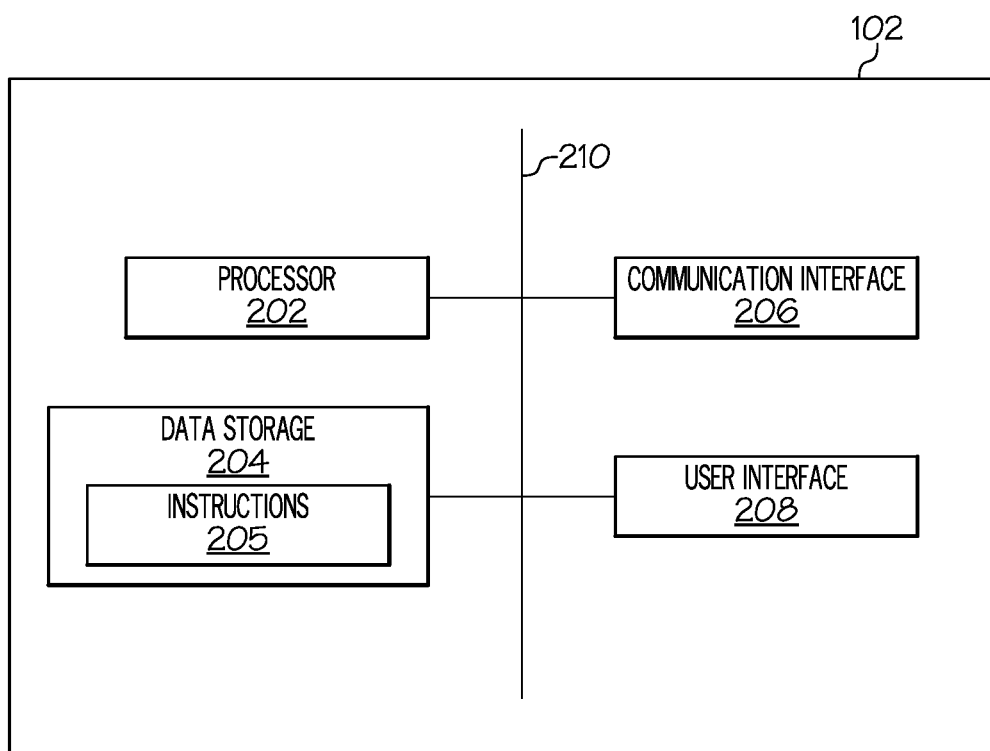 102
210
PROCESSOR
202
COMMUNICATION INTERFACE
206
DATA STORAGE
204
INSTRUCTIONS
205
USER INTERFACE
208